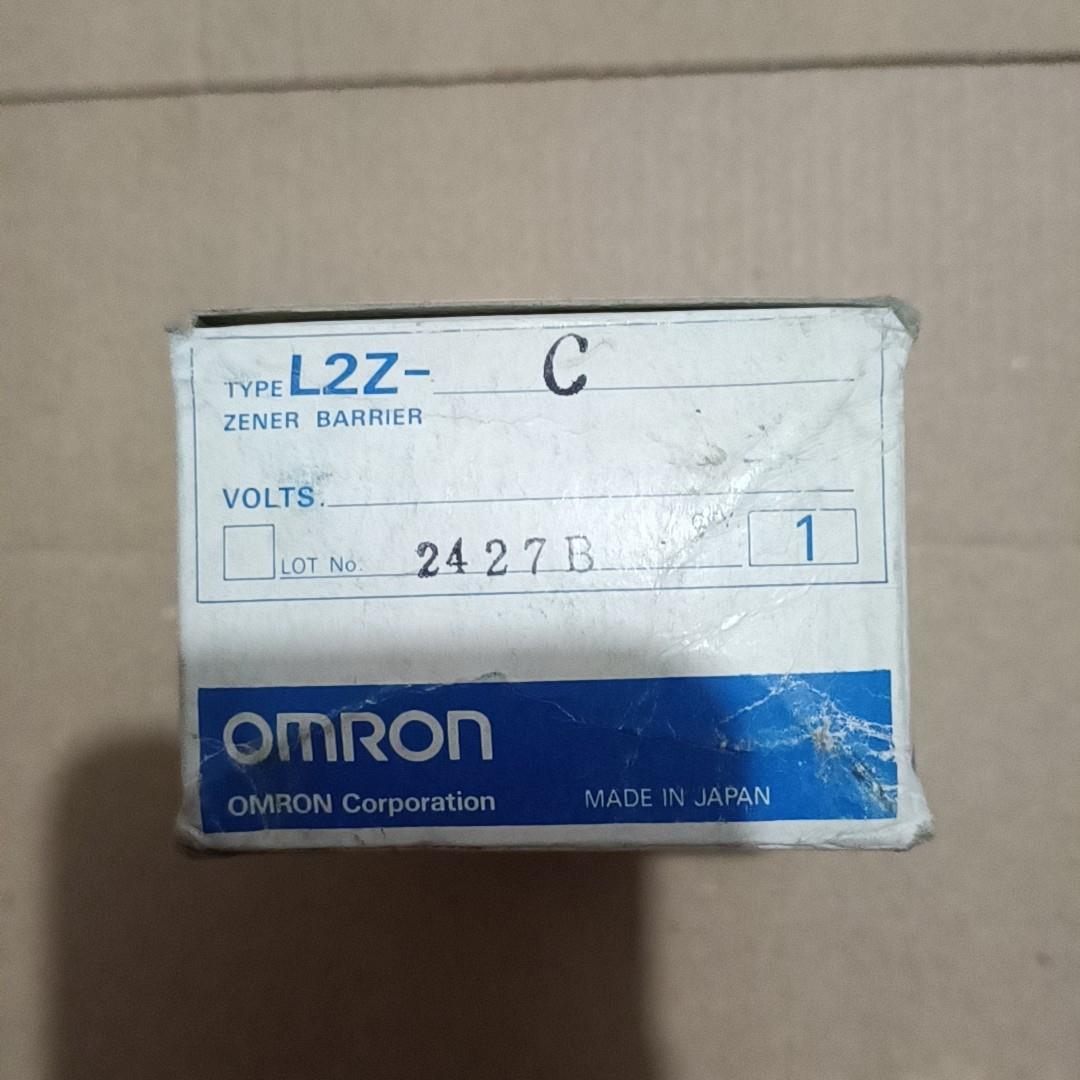 TYPE L2Z- C
ZENER BARRIER
VOLTS.
LOT No. 2427B 1
OMRON
OMRON Corporation MADE IN JAPAN